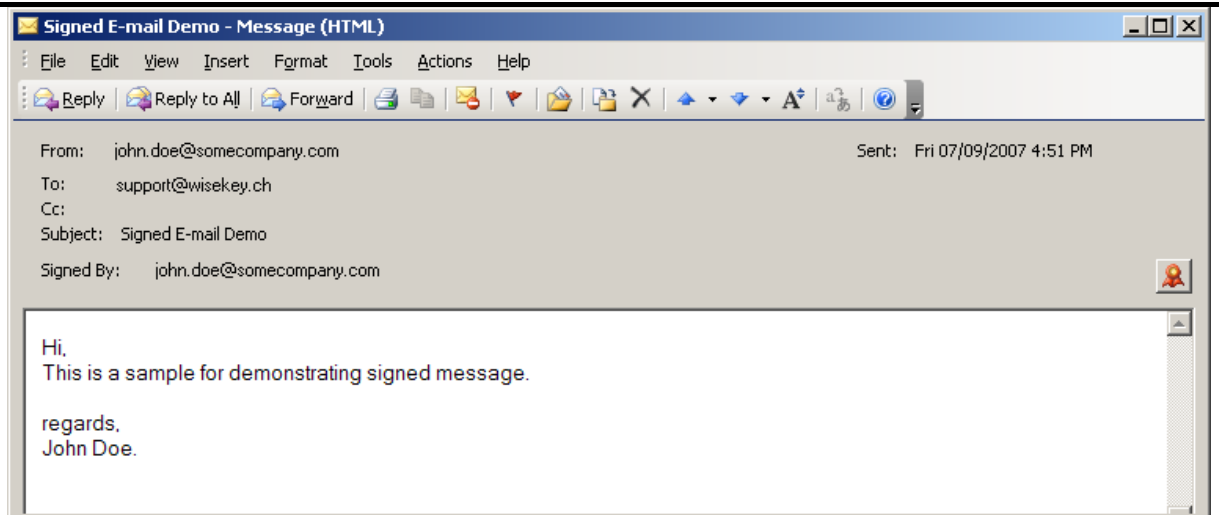 Signed E-mail Demo - Message (HTML)
File Edit View Insert Format Tools Actions Help
Reply Reply to All Forward
From: john.doe@somecompany.com Sent: Fri 07/09/2007 4:51 PM
To: support@wisekey.ch
Cc:
Subject: Signed E-mail Demo
Signed By: john.doe@somecompany.com
Hi,
This is a sample for demonstrating signed message.
regards,
John Doe.